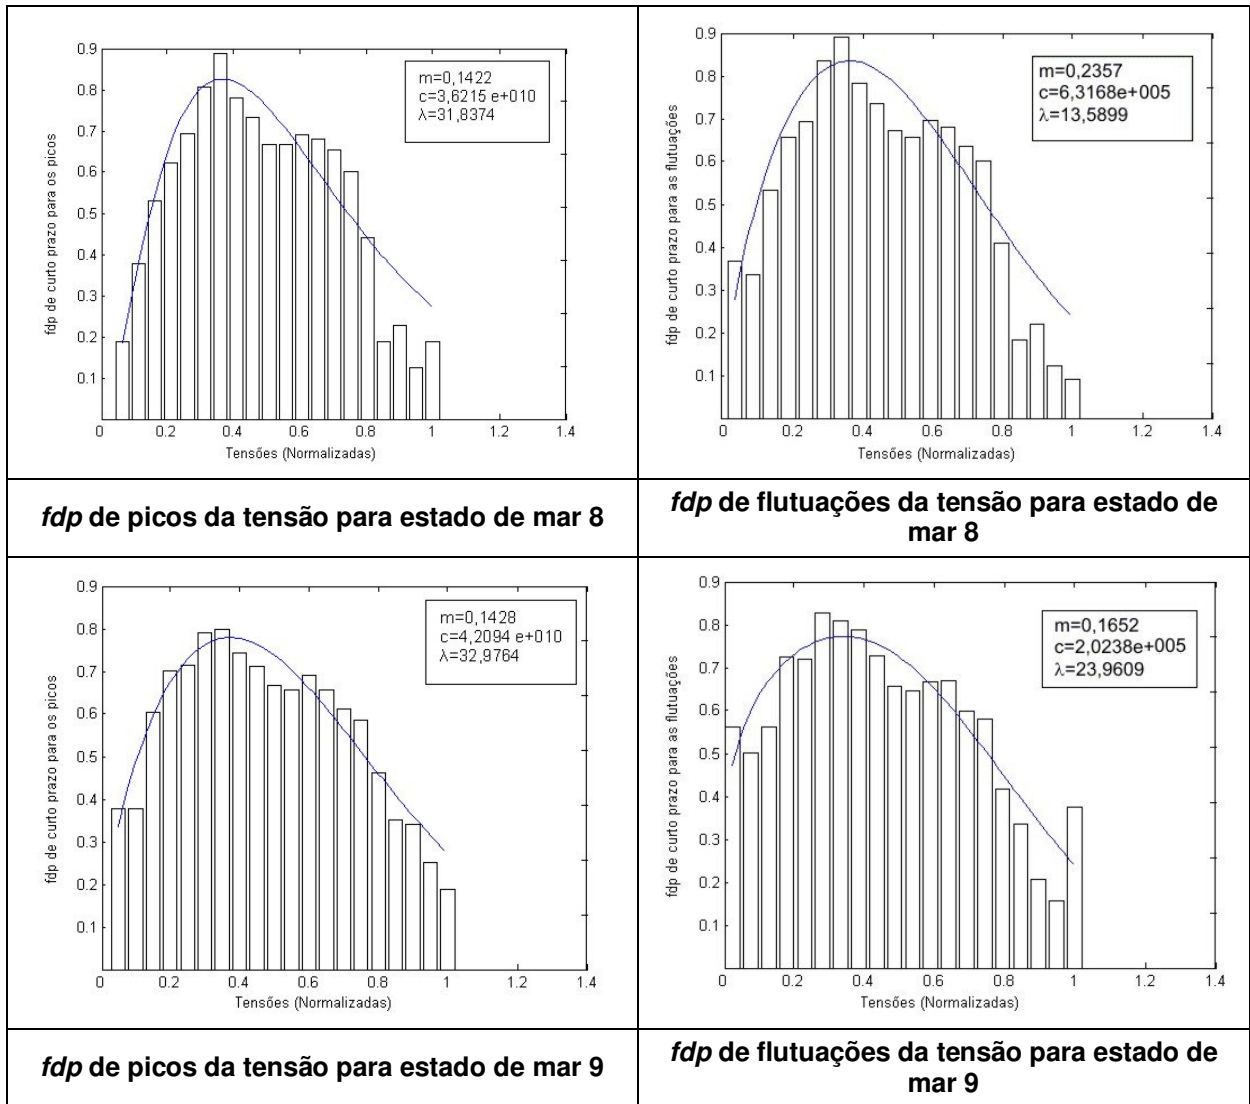 fdp de curto prazo para os picos
0.9
0.8
0.7
0.6
0.5
0.4
0.3
0.2
0.1
m=0,1422
c=3,6215 e+010
λ=31,8374
0 0.2 0.4 0.6 0.8 1 1.2 1.4
Tensões (Normalizadas)
fdp de curto prazo para as flutuações
0.9
0.8
0.7
0.6
0.5
0.4
0.3
0.2
0.1
m=0,2357
c=6,3168e+005
λ=13,5899
0 0.2 0.4 0.6 0.8 1 1.2 1.4
Tensões (Normalizadas)
fdp de picos da tensão para estado de mar 8
fdp de flutuações da tensão para estado de
mar 8
fdp de curto prazo para os picos
0.9
0.8
0.7
0.6
0.5
0.4
0.3
0.2
0.1
m=0,1428
c=4,2094 e+010
λ=32,9764
0 0.2 0.4 0.6 0.8 1 1.2 1.4
Tensões (Normalizadas)
fdp de curto prazo para as flutuações
0.9
0.8
0.7
0.6
0.5
0.4
0.3
0.2
0.1
m=0,1652
c=2,0238e+005
λ=23,9609
0 0.2 0.4 0.6 0.8 1 1.2 1.4
Tensões (Normalizadas)
fdp de picos da tensão para estado de mar 9
fdp de flutuações da tensão para estado de
mar 9